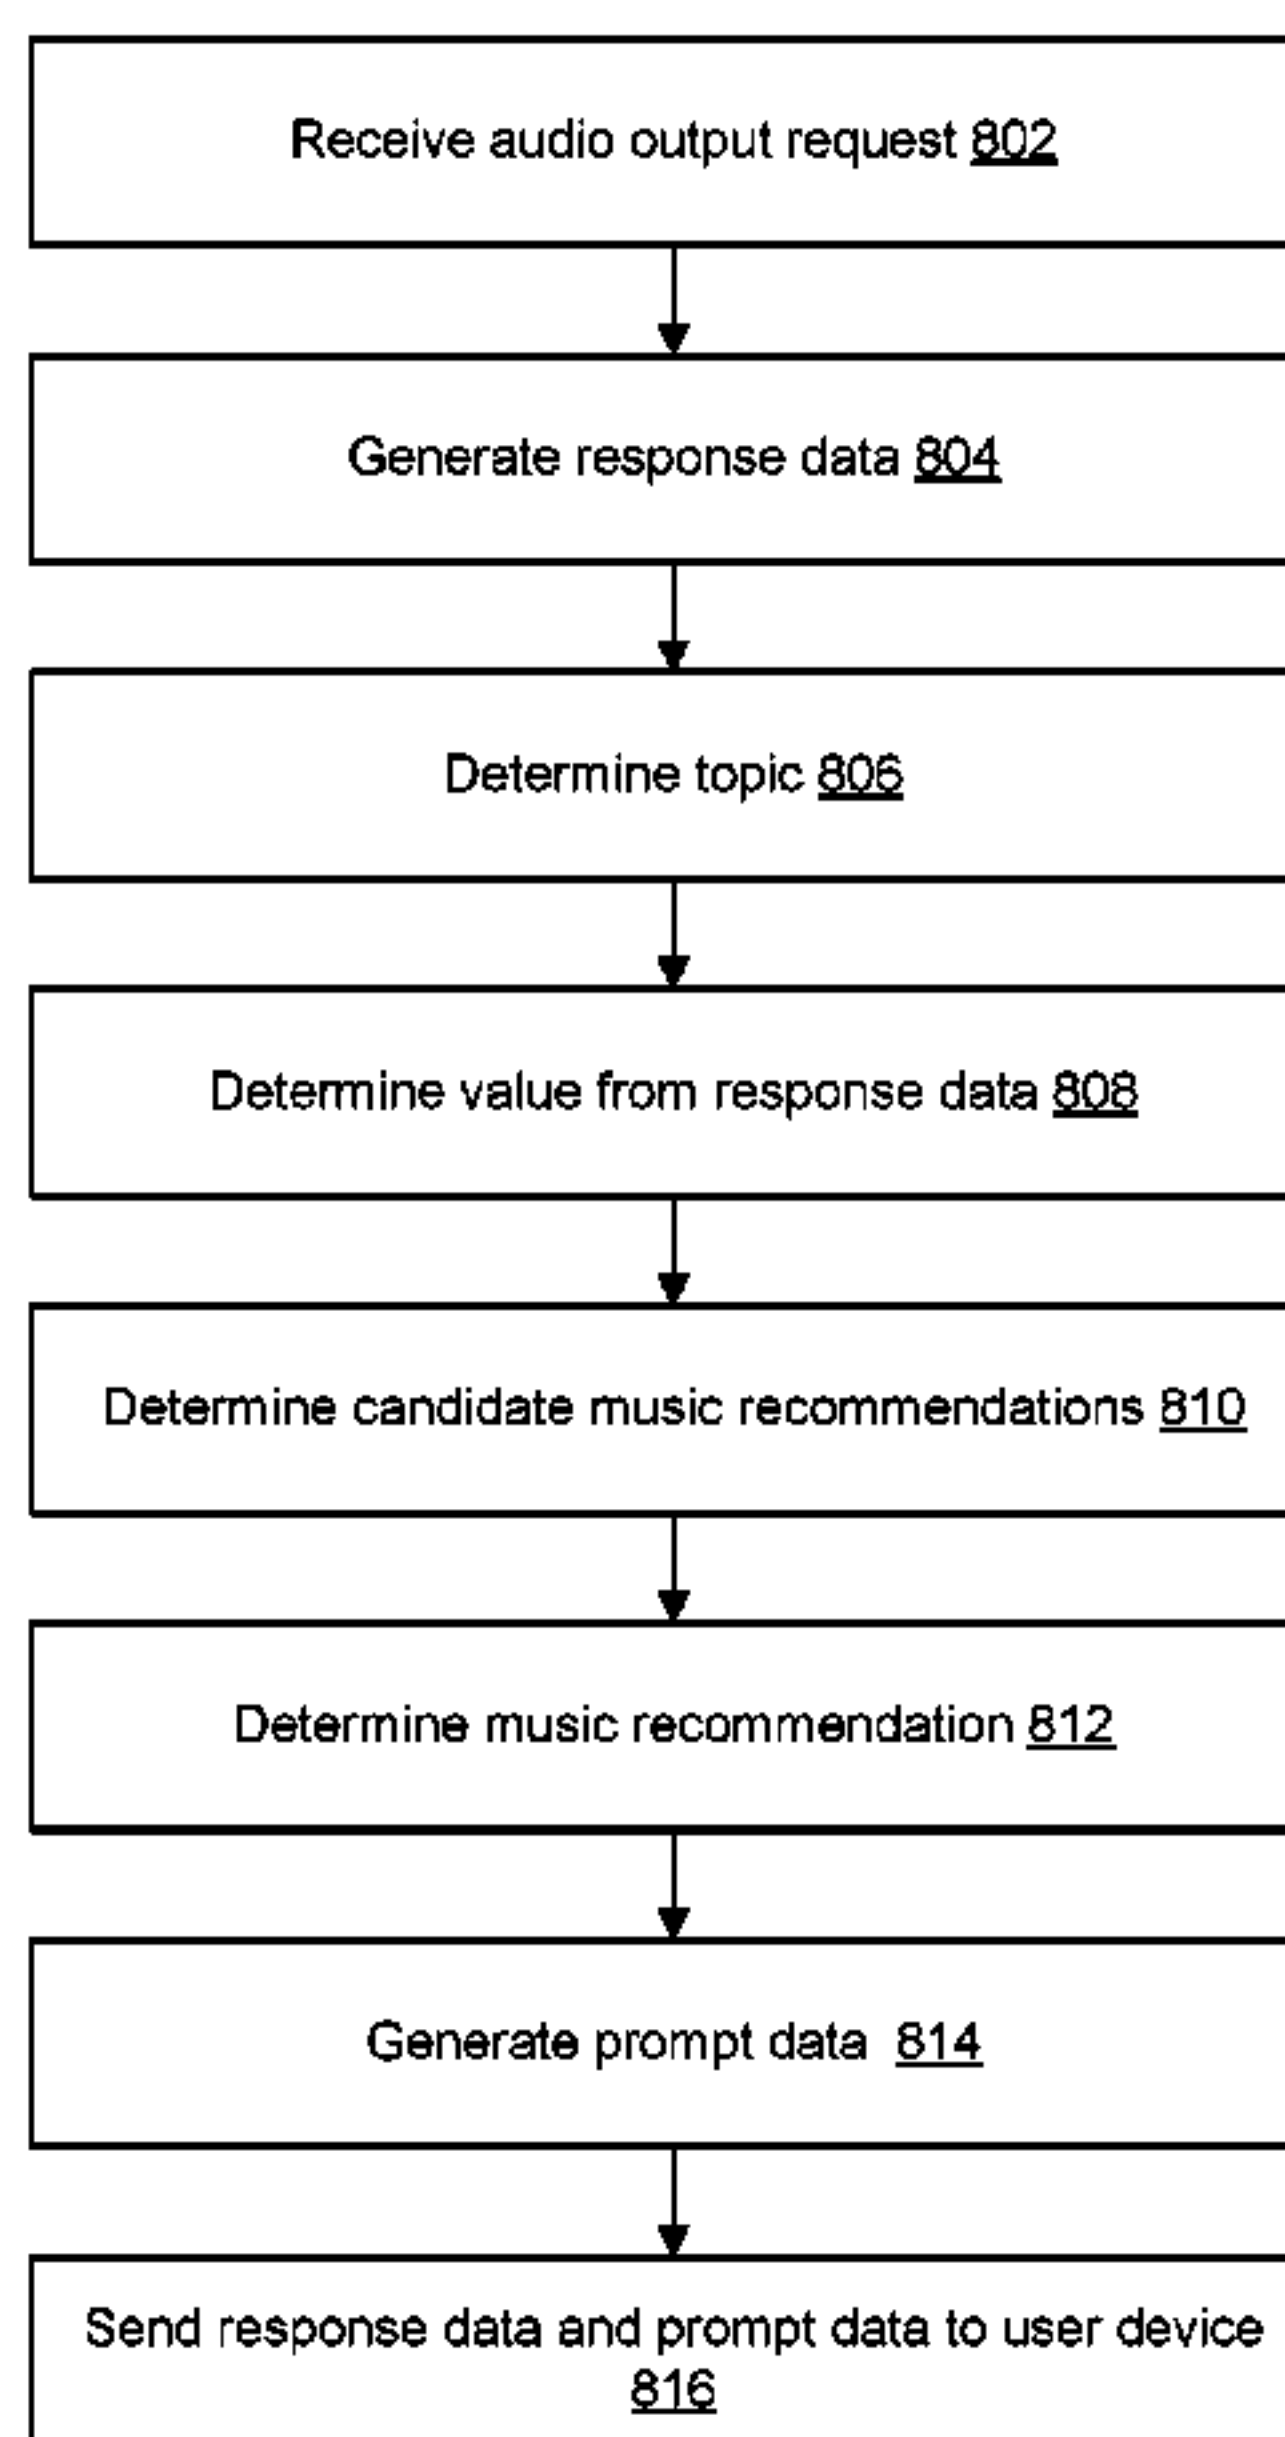 Receive audio output request 802
Generate response data 804
Determine topic 806
Determine value from response data 808
Determine candidate music recommendations 810
Determine music recommendation 812
Generate prompt data 814
Send response data and prompt data to user device
816